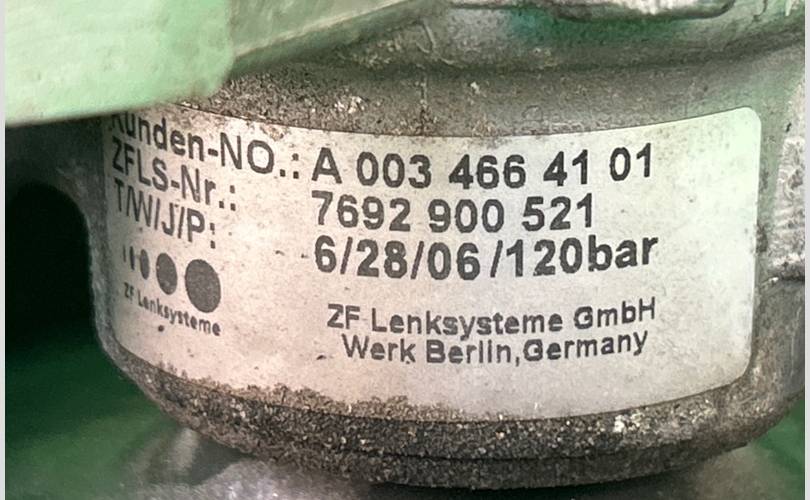 Kunden-NO.: A 003 466 41 01
ZFLS-Nr.: 7692 900 521
T/W/J/P: 6/28/06/120bar
ZF Lenksysteme
ZF Lenksysteme GmbH
Werk Berlin,Germany